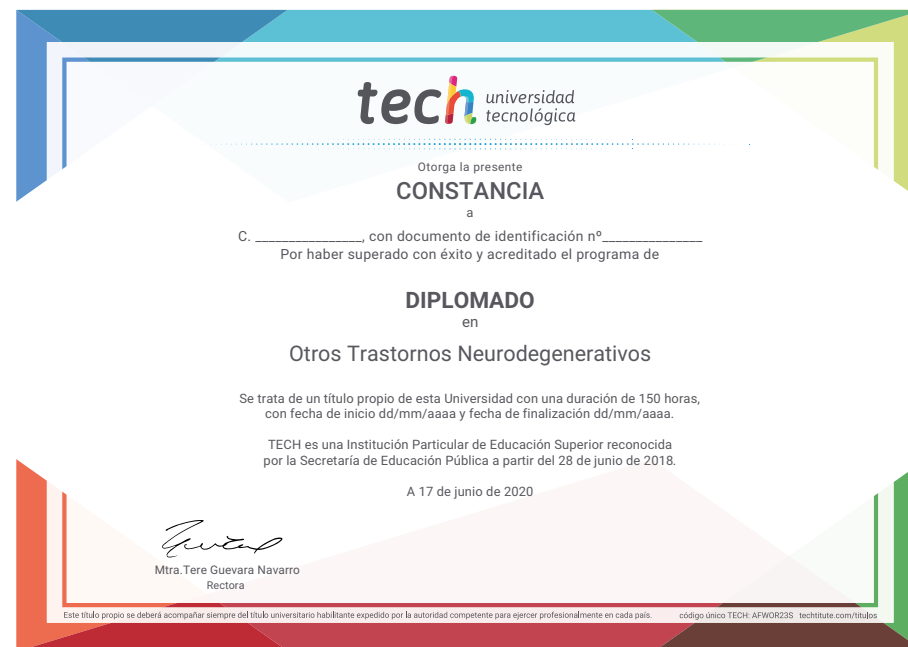 tech universidad
tecnológica
Otorga la presente
CONSTANCIA
a
C. ________________, con documento de identificación nº_______________
Por haber superado con éxito y acreditado el programa de
DIPLOMADO
en
Otros Trastornos Neurodegenerativos
Se trata de un título propio de esta Universidad con una duración de 150 horas,
con fecha de inicio dd/mm/aaaa y fecha de finalización dd/mm/aaaa.
TECH es una Institución Particular de Educación Superior reconocida
por la Secretaría de Educación Pública a partir del 28 de junio de 2018.
A 17 de junio de 2020
Mtra.Tere Guevara Navarro
Rectora
Este título propio se deberá acompañar siempre del título universitario habilitante expedido por la autoridad competente para ejercer profesionalmente en cada país. código único TECH: AFWOR23S techtitute.com/titulos